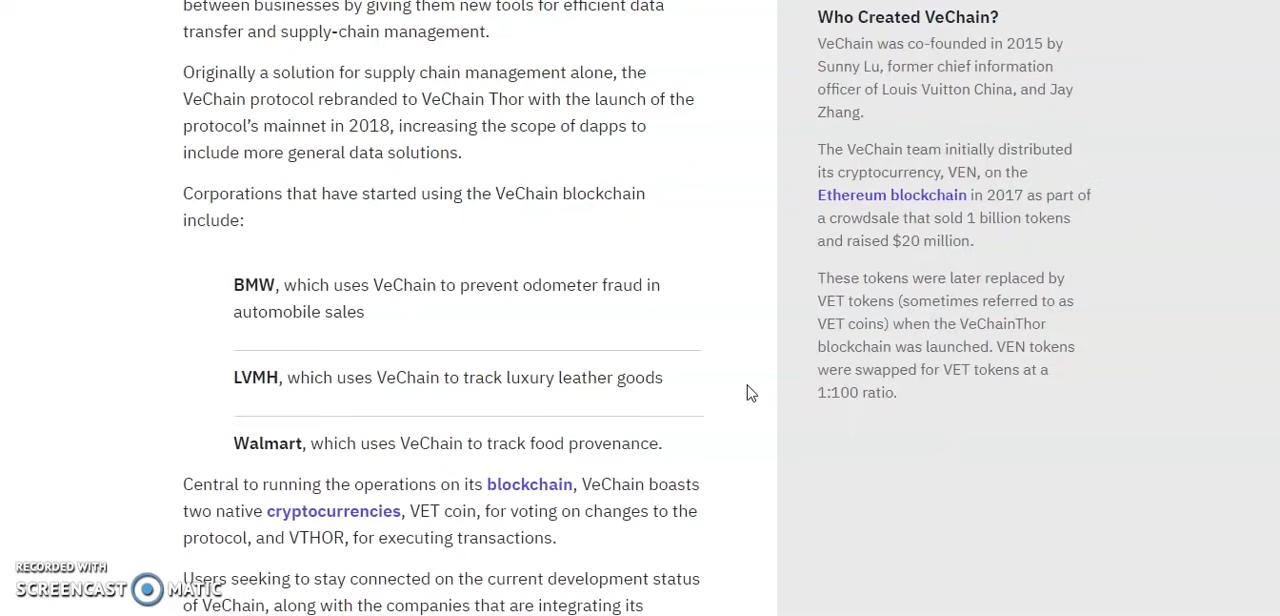 between businesses by giving them new tools for efficient data
transfer and supply-chain management.
Originally a solution for supply chain management alone, the
VeChain protocol rebranded to VeChain Thor with the launch of the
protocol's mainnet in 2018, increasing the scope of dapps to
include more general data solutions.
Corporations that have started using the VeChain blockchain
include:
BMW, which uses VeChain to prevent odometer fraud in
automobile sales
LVMH, which uses VeChain to track luxury leather goods
Walmart, which uses VeChain to track food provenance.
Central to running the operations on its blockchain, VeChain boasts
two native cryptocurrencies, VET coin, for voting on changes to the
protocol, and VTHOR, for executing transactions.
Users seeking to stay connected on the current development status
of VeChain, along with the companies that are integrating its
Who Created VeChain?
VeChain was co-founded in 2015 by
Sunny Lu, former chief information
officer of Louis Vuitton China, and Jay
Zhang.
The VeChain team initially distributed
its cryptocurrency, VEN, on the
Ethereum blockchain in 2017 as part of
a crowdsale that sold 1 billion tokens
and raised $20 million.
These tokens were later replaced by
VET tokens (sometimes referred to as
VET coins) when the VeChainThor
blockchain was launched. VEN tokens
were swapped for VET tokens at a
1:100 ratio.
RECORDED WITH
SCREENCAST MATIC